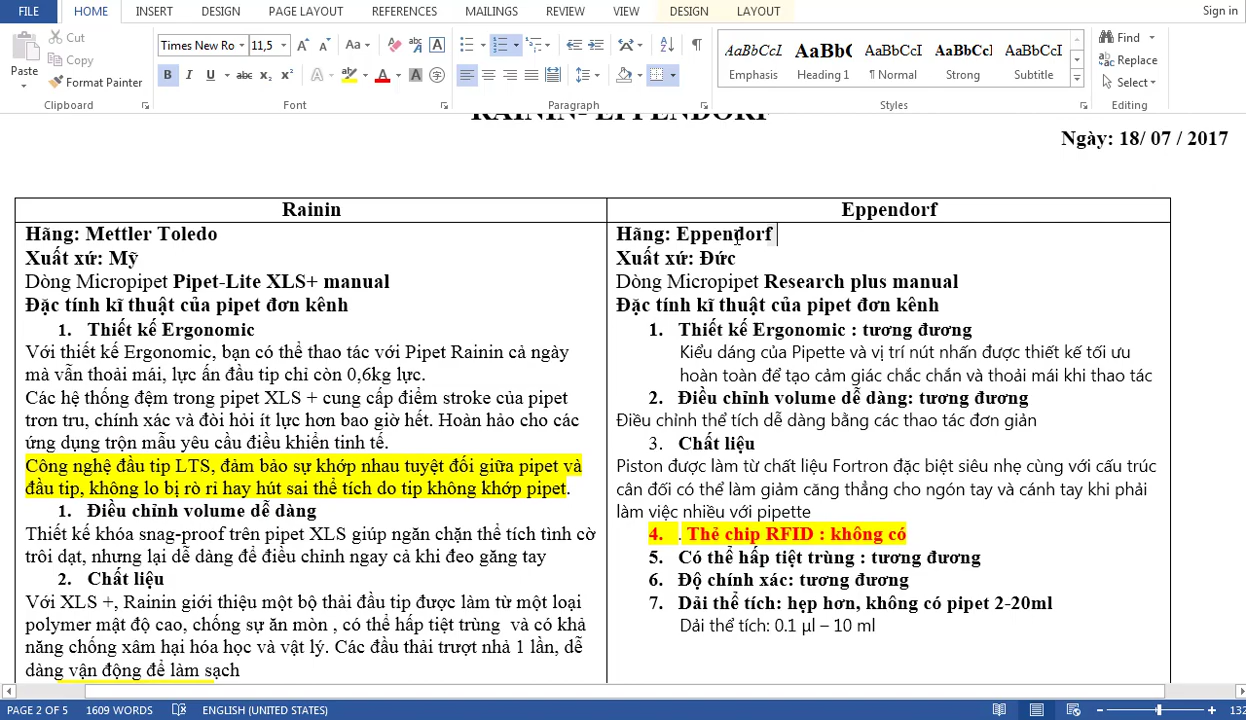 FILE HOME INSERT DESIGN PAGE LAYOUT REFERENCES MAILINGS REVIEW VIEW DESIGN LAYOUT Sign in
Cut
Copy
Format Painter
Paste
Times New Ro 11,5
Find
Replace
Select
AaBbCcL AaBb( AaBbCcI AaBbCcI AaBbCcI
Emphasis Heading 1 ¶ Normal Strong Subtitle
Clipboard Font Paragraph Styles Editing
RAININ- EPPENDORF
Ngày: 18/ 07 / 2017
Rainin
Hãng: Mettler Toledo
Xuất xứ: Mỹ
Dòng Micropipet Pipet-Lite XLS+ manual
Đặc tính kĩ thuật của pipet đơn kênh
1. Thiết kế Ergonomic
Với thiết kế Ergonomic, bạn có thể thao tác với Pipet Rainin cả ngày
mà vẫn thoải mái, lực ấn đầu tip chỉ còn 0,6kg lực.
Các hệ thống đệm trong pipet XLS + cung cấp điểm stroke của pipet
trơn tru, chính xác và đòi hỏi ít lực hơn bao giờ hết. Hoàn hảo cho các
ứng dụng trộn mẫu yêu cầu điều khiển tinh tế.
Công nghệ đầu tip LTS, đảm bảo sự khớp nhau tuyệt đối giữa pipet và
đầu tip, không lo bị rò rỉ hay hút sai thể tích do tip không khớp pipet.
1. Điều chỉnh volume dễ dàng
Thiết kế khóa snag-proof trên pipet XLS giúp ngăn chặn thể tích tình cờ
trôi dạt, nhưng lại dễ dàng để điều chỉnh ngay cả khi đeo găng tay
2. Chất liệu
Với XLS +, Rainin giới thiệu một bộ thải đầu tip được làm từ một loại
polymer mật độ cao, chống sự ăn mòn , có thể hấp tiệt trùng và có khả
năng chống xâm hại hóa học và vật lý. Các đầu thải trượt nhả 1 lần, dễ
dàng vận động để làm sạch
Eppendorf
Hãng: Eppendorf
Xuất xứ: Đức
Dòng Micropipet Research plus manual
Đặc tính kĩ thuật của pipet đơn kênh
1. Thiết kế Ergonomic : tương đương
Kiểu dáng của Pipette và vị trí nút nhấn được thiết kế tối ưu
hoàn toàn để tạo cảm giác chắc chắn và thoải mái khi thao tác
2. Điều chỉnh volume dễ dàng: tương đương
Điều chỉnh thể tích dễ dàng bằng các thao tác đơn giản
3. Chất liệu
Piston được làm từ chất liệu Fortron đặc biệt siêu nhẹ cùng với cấu trúc
cân đối có thể làm giảm căng thẳng cho ngón tay và cánh tay khi phải
làm việc nhiều với pipette
4. . Thẻ chip RFID : không có
5. Có thể hấp tiệt trùng : tương đương
6. Độ chính xác: tương đương
7. Dải thể tích: hẹp hơn, không có pipet 2-20ml
Dải thể tích: 0.1 µl – 10 ml
PAGE 2 OF 5 1609 WORDS ENGLISH (UNITED STATES) 132